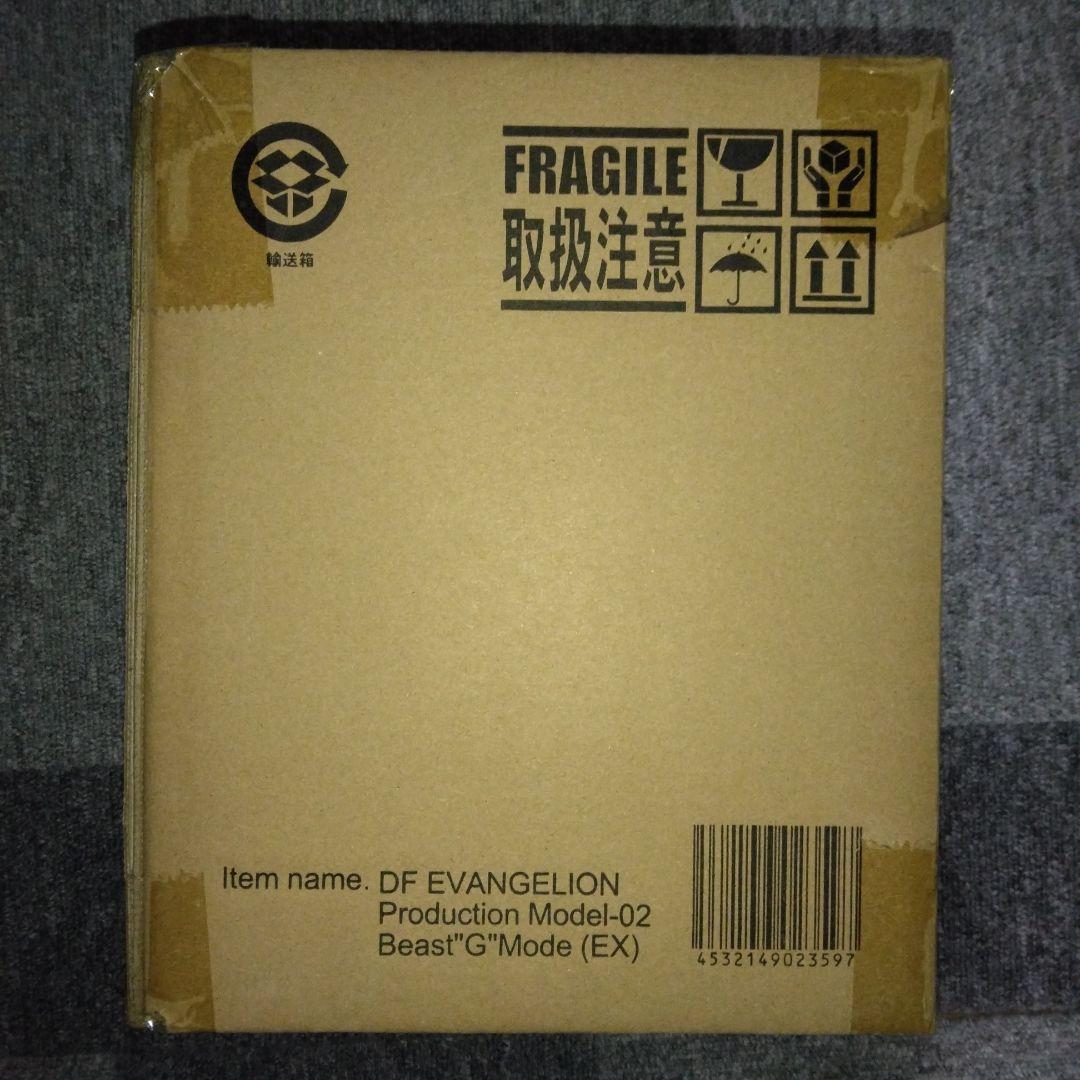 FRAGILE
取扱注意
輸送箱
Item name. DF EVANGELION
Production Model-02
Beast"G"Mode (EX)
4532149023597